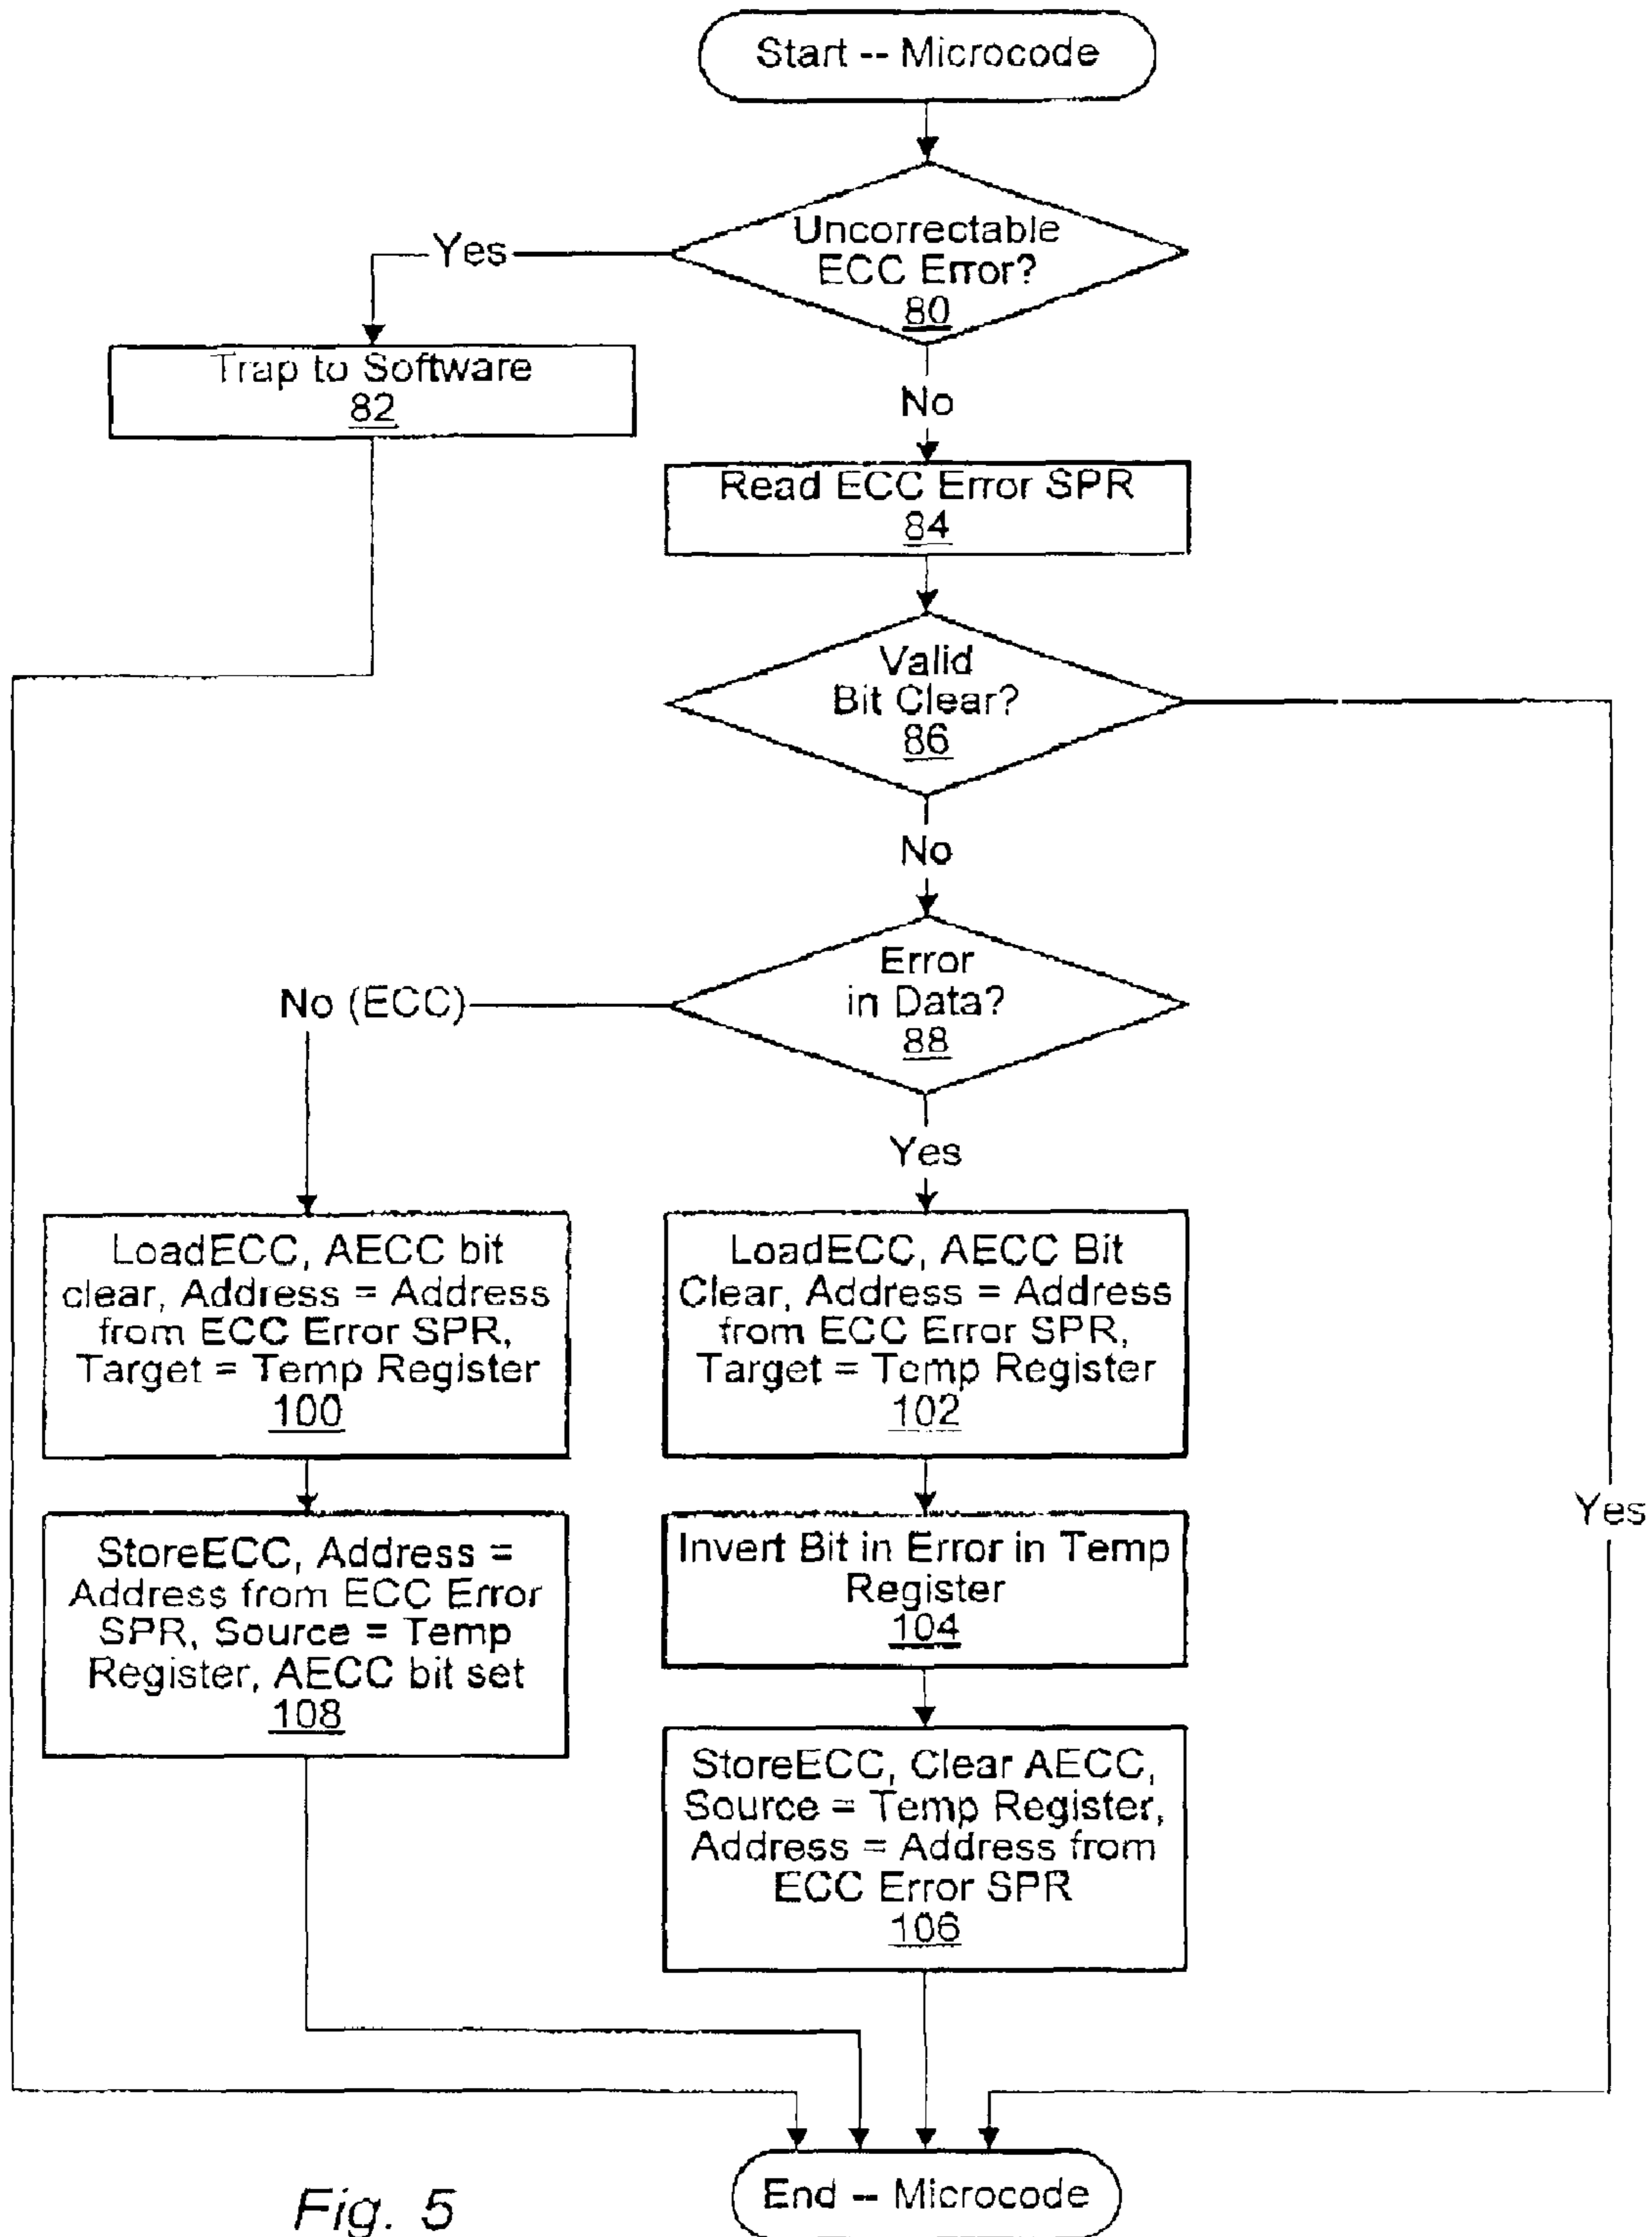 Start -- Microcode
Uncorrectable
ECC Error?
80
Yes
No
Trap to Software
82
Read ECC Error SPR
84
Valid
Bit Clear?
86
No
Yes
Error
in Data?
88
No (ECC)
Yes
LoadECC, AECC bit
clear, Address = Address
from ECC Error SPR,
Target = Temp Register
100
LoadECC, AECC Bit
Clear, Address = Address
from ECC Error SPR,
Target = Temp Register
102
StoreECC, Address =
Address from ECC Error
SPR, Source = Temp
Register, AECC bit set
108
Invert Bit in Error in Temp
Register
104
StoreECC, Clear AECC,
Source = Temp Register,
Address = Address from
ECC Error SPR
106
End -- Microcode
Fig. 5